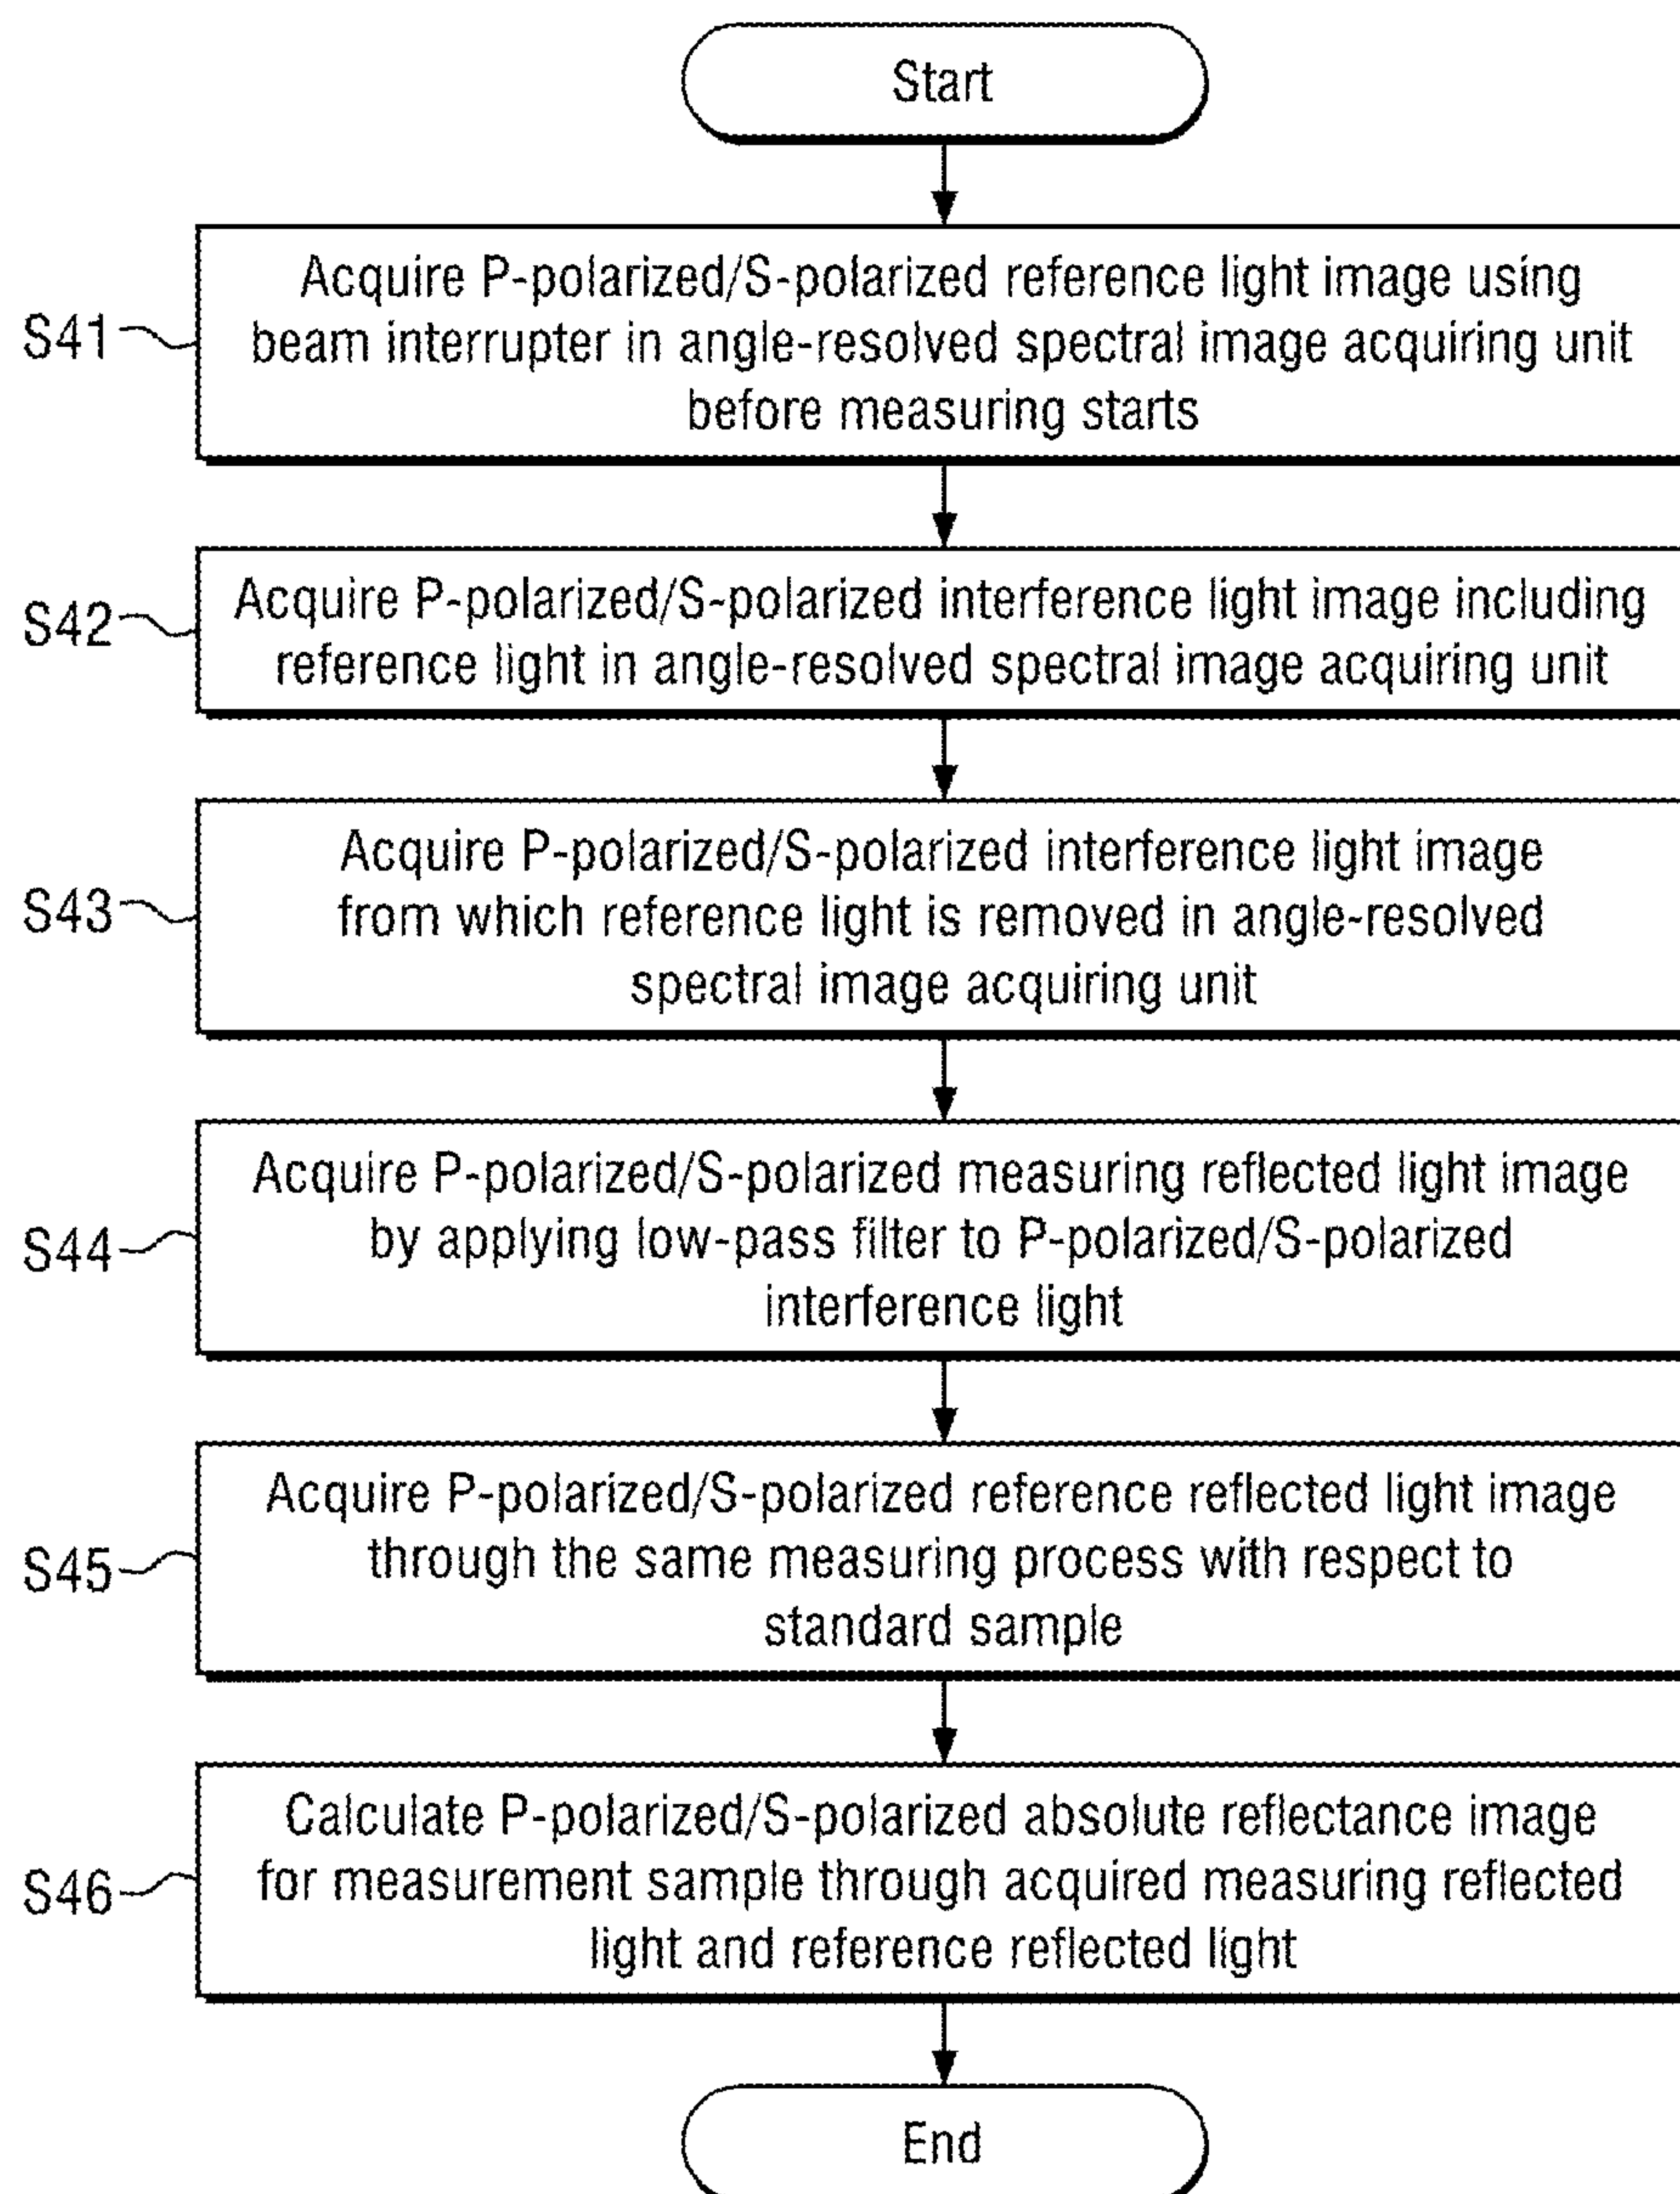 Start
S41
Acquire P-polarized/S-polarized reference light image using
beam interrupter in angle-resolved spectral image acquiring unit
before measuring starts
S42
Acquire P-polarized/S-polarized interference light image including
reference light in angle-resolved spectral image acquiring unit
S43
Acquire P-polarized/S-polarized interference light image
from which reference light is removed in angle-resolved
spectral image acquiring unit
S44
Acquire P-polarized/S-polarized measuring reflected light image
by applying low-pass filter to P-polarized/S-polarized
interference light
S45
Acquire P-polarized/S-polarized reference reflected light image
through the same measuring process with respect to
standard sample
S46
Calculate P-polarized/S-polarized absolute reflectance image
for measurement sample through acquired measuring reflected
light and reference reflected light
End